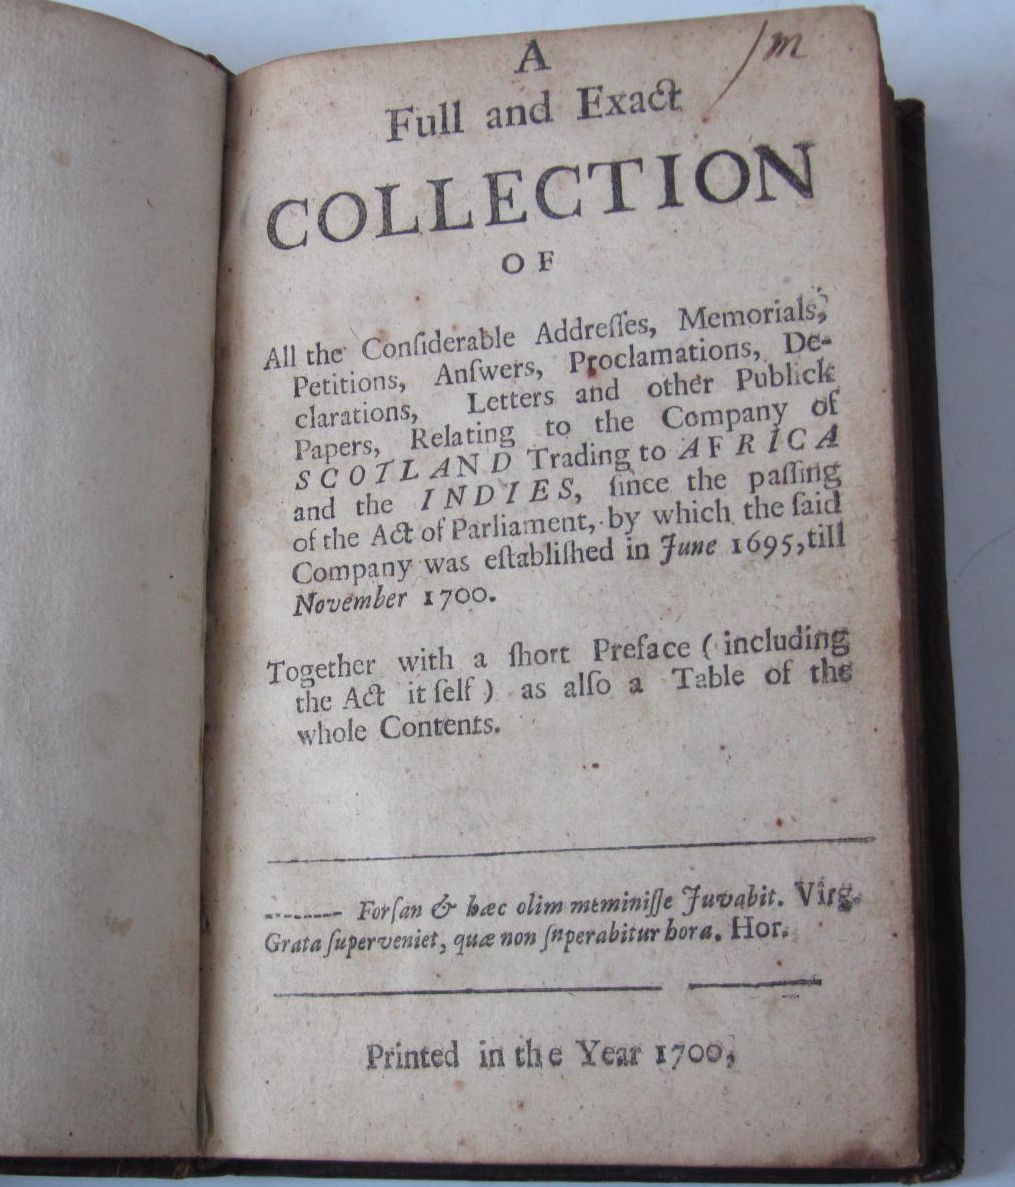 A
Full and Exact
COLLECTION
OF
All the Conſiderable Addreſſes, Memorials,
Petitions, Anſwers, Proclamations, De-
clarations, Letters and other Publick
Papers, Relating to the Company of
SCOTLAND Trading to AFRICA
and the INDIES, ſince the paſſing
of the Act of Parliament, by which the ſaid
Company was eſtabliſhed in June 1695, till
November 1700.
Together with a ſhort Preface (including
the Act it ſelf) as alſo a Table of the
whole Contents.
------- Forſan & hæc olim meminiſſe Juvabit. Virg.
Grata ſuperveniet, quæ non ſnperabitur hora. Hor.
Printed in the Year 1700,